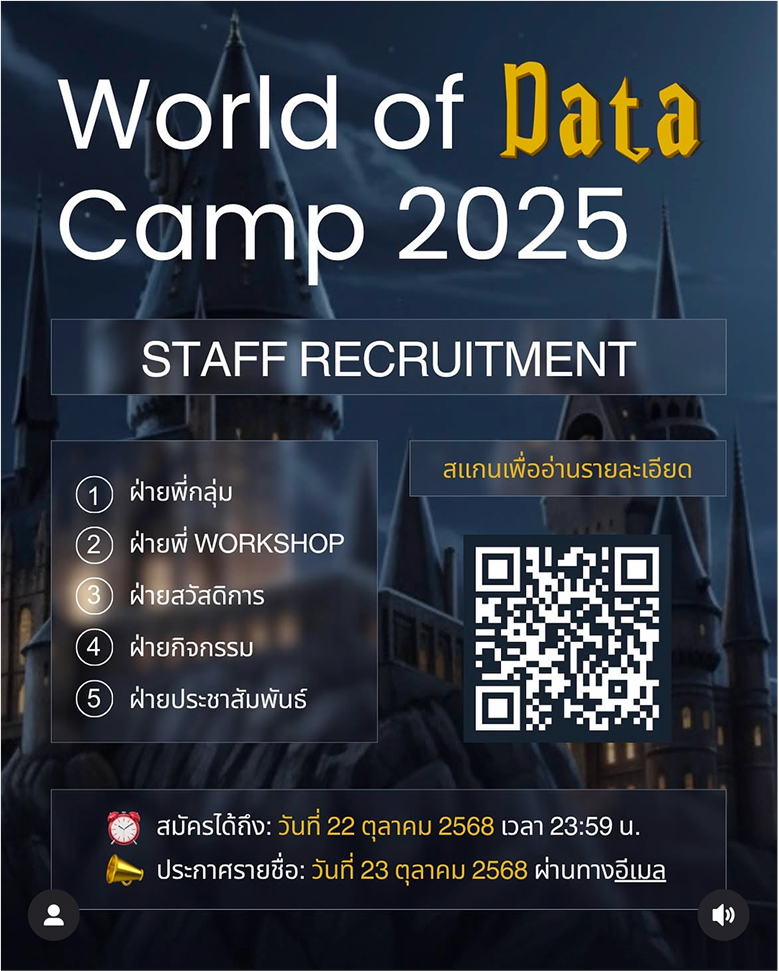 World of Data
Camp 2025
STAFF RECRUITMENT
1 ฝ่ายพี่กลุ่ม
2 ฝ่ายพี่ WORKSHOP
3 ฝ่ายสวัสดิการ
4 ฝ่ายกิจกรรม
5 ฝ่ายประชาสัมพันธ์
สแกนเพื่ออ่านรายละเอียด
สมัครได้ถึง: วันที่ 22 ตุลาคม 2568 เวลา 23:59 น.
ประกาศรายชื่อ: วันที่ 23 ตุลาคม 2568 ผ่านทางอีเมล